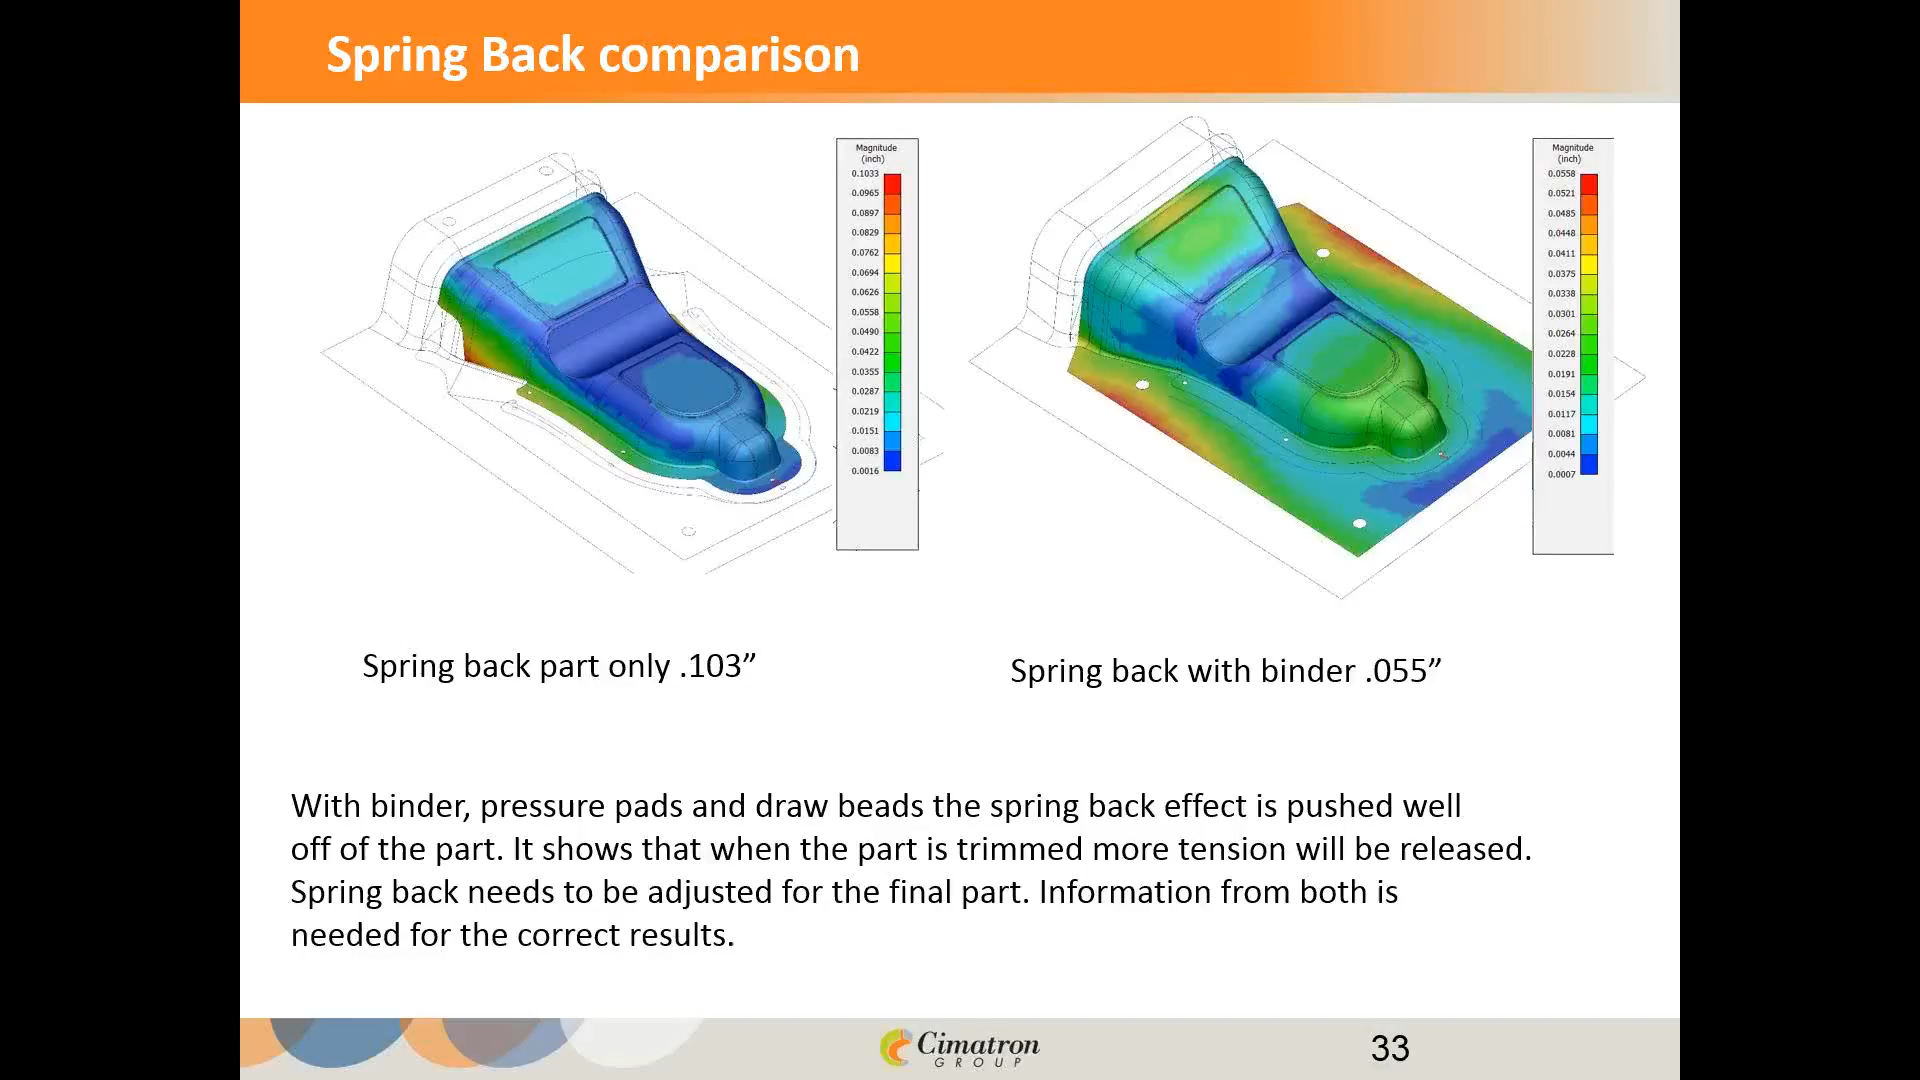 Spring Back comparison
Magnitude
(inch)
0.1033
0.0965
0.0897
0.0829
0.0762
0.0694
0.0626
0.0558
0.0490
0.0422
0.0355
0.0287
0.0219
0.0151
0.0083
0.0016
Magnitude
(inch)
0.0558
0.0521
0.0485
0.0448
0.0411
0.0375
0.0338
0.0301
0.0264
0.0228
0.0191
0.0154
0.0117
0.0081
0.0044
0.0007
Spring back part only .103”
Spring back with binder .055”
With binder, pressure pads and draw beads the spring back effect is pushed well
off of the part. It shows that when the part is trimmed more tension will be released.
Spring back needs to be adjusted for the final part. Information from both is
needed for the correct results.
Cimatron
GROUP
33